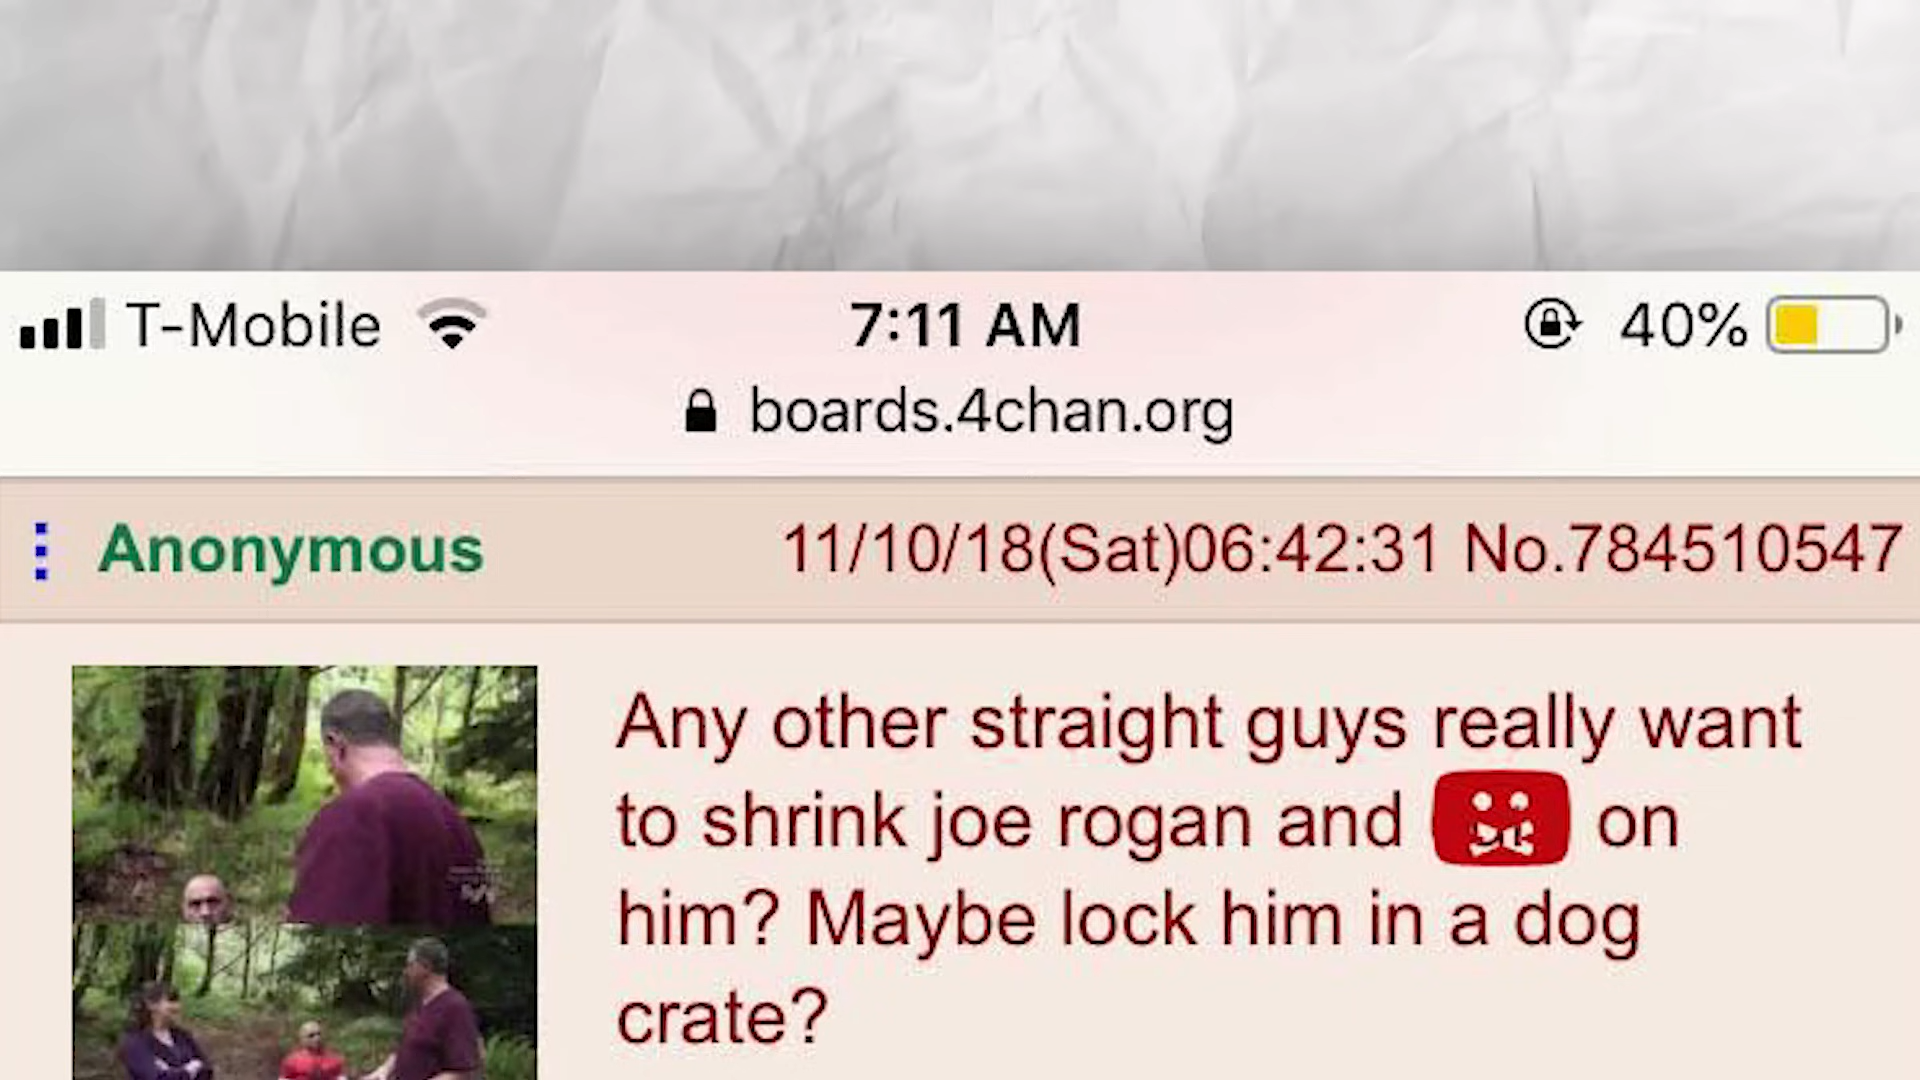 T-Mobile 7:11 AM 40%
boards.4chan.org
Anonymous 11/10/18(Sat)06:42:31 No.784510547
Any other straight guys really want
to shrink joe rogan and on
him? Maybe lock him in a dog
crate?